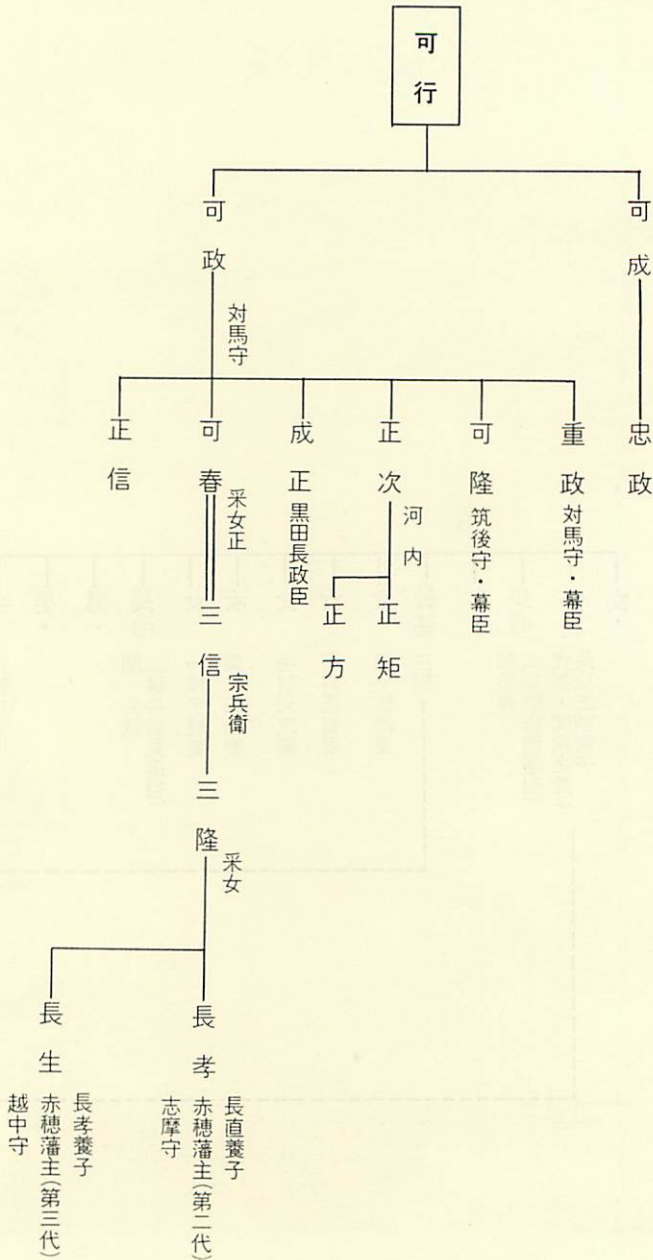 可行
可成
忠政
可政
対馬守
重政
対馬守・幕臣
可隆
筑後守・幕臣
正次
河内
正矩
正方
成正
黒田長政臣
可春
采女正
三信
宗兵衛
三隆
采女
長孝
長直養子
赤穂藩主(第二代)
志摩守
長生
長孝養子
赤穂藩主(第三代)
越中守
正信